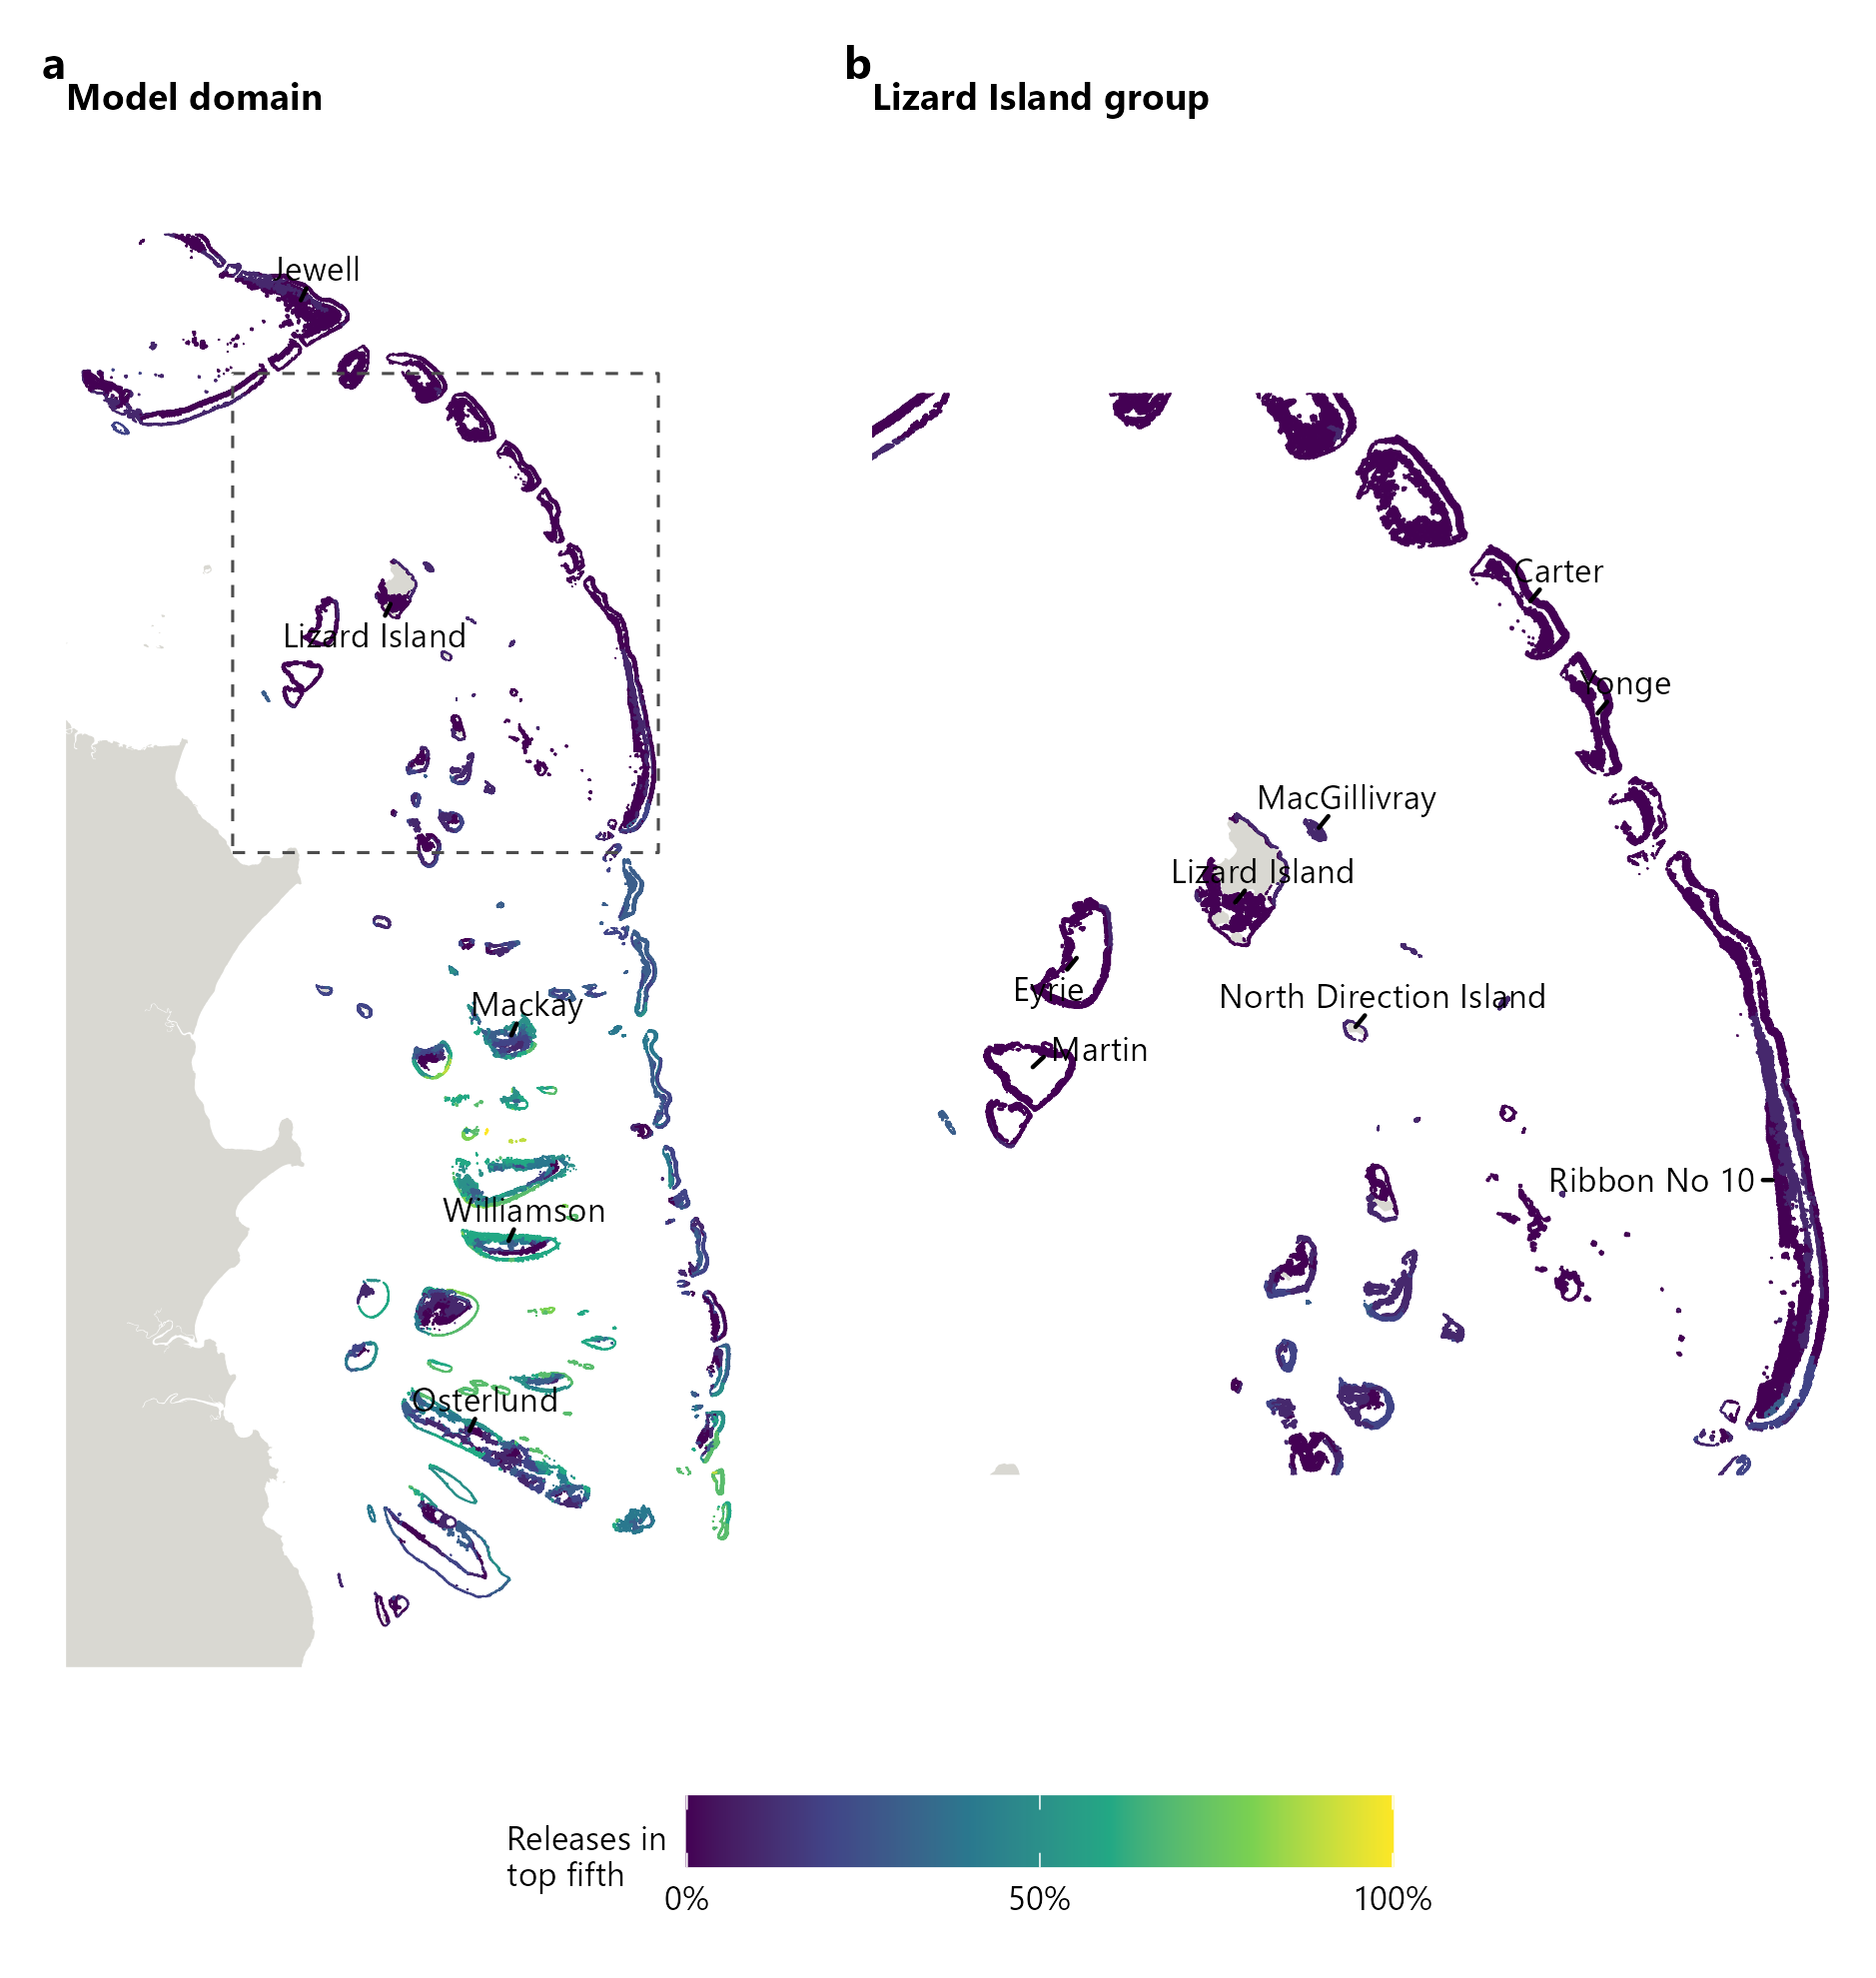 a
Model domain
b
Lizard Island group
Jewell
Lizard Island
Mackay
Williamson
Osterlund
Carter
Yonge
MacGillivray
Lizard Island
Eyrie
North Direction Island
Martin
Ribbon No 10
Releases in
top fifth
0%
50%
100%